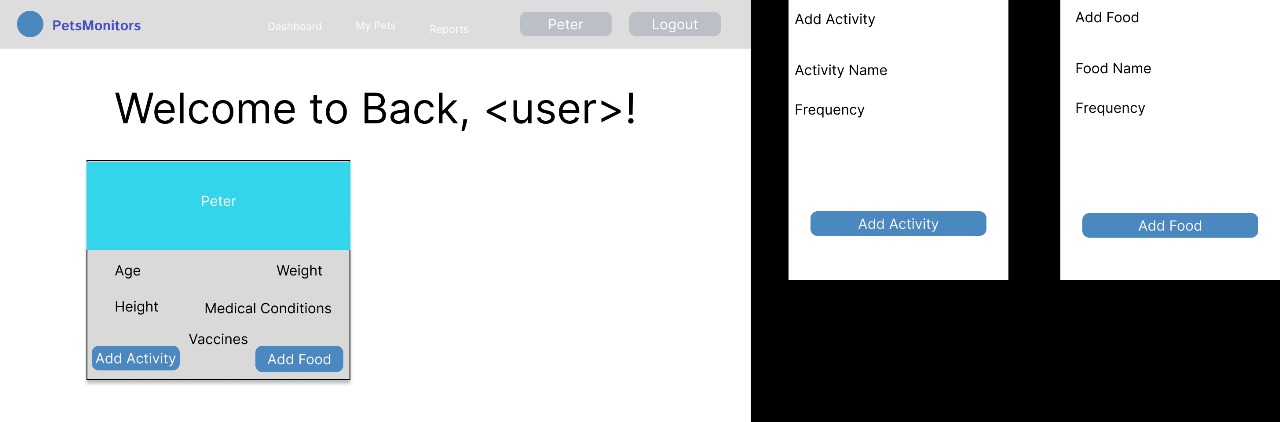 PetsMonitors
Dashboard
My Pets
Reports
Peter
Logout
Welcome to Back, <user>!
Peter
Age
Weight
Height
Medical Conditions
Vaccines
Add Activity
Add Food
Add Activity
Activity Name
Frequency
Add Activity
Add Food
Food Name
Frequency
Add Food